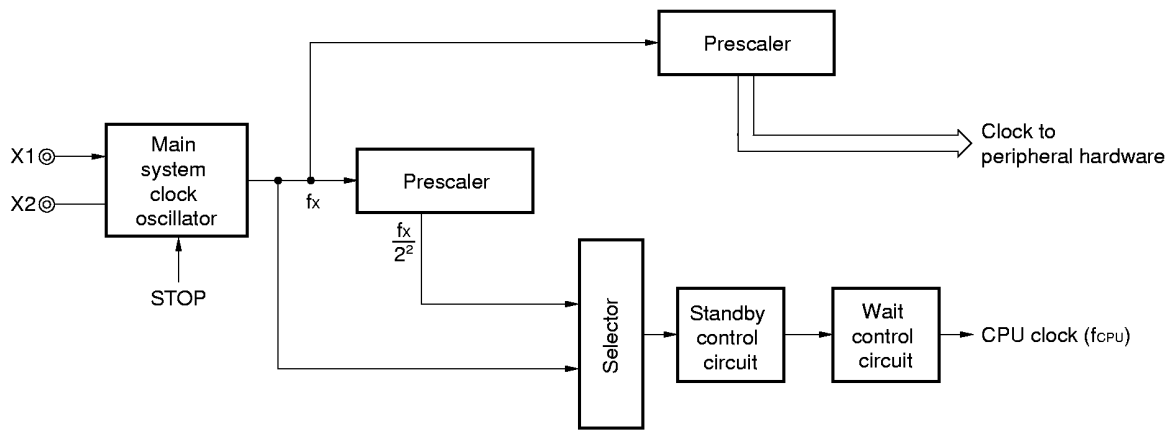 Prescaler
Clock to
peripheral hardware
X1
X2
Main
system
clock
oscillator
fX
Prescaler
fX
2²
STOP
Selector
Standby
control
circuit
Wait
control
circuit
CPU clock (fCPU)